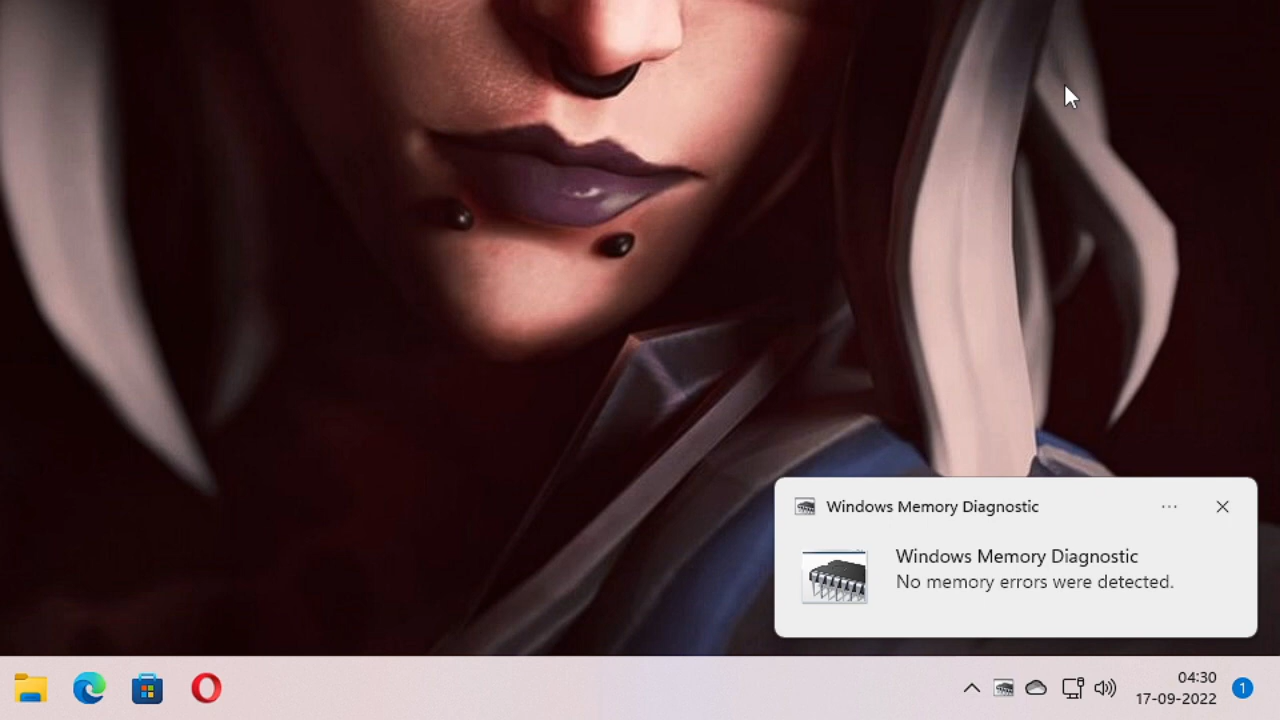 Windows Memory Diagnostic
Windows Memory Diagnostic
No memory errors were detected.
04:30
17-09-2022
1